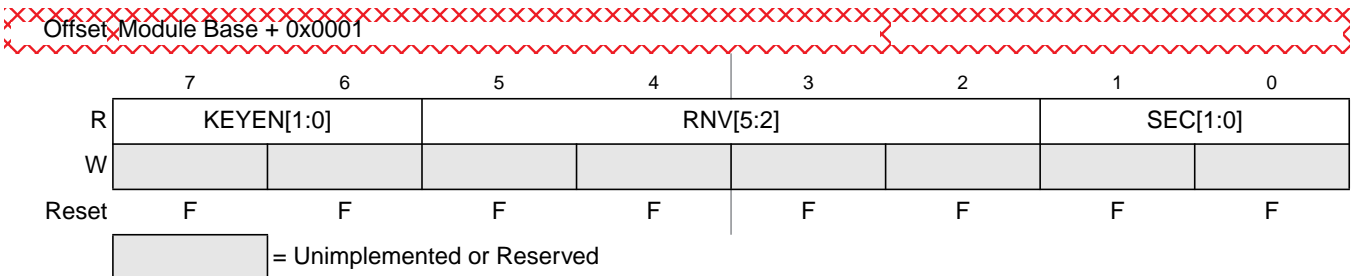 Offset Module Base + 0x0001
7 6 5 4 3 2 1 0
R KEYEN[1:0] RNV[5:2] SEC[1:0]
W
Reset F F F F F F F F
= Unimplemented or Reserved